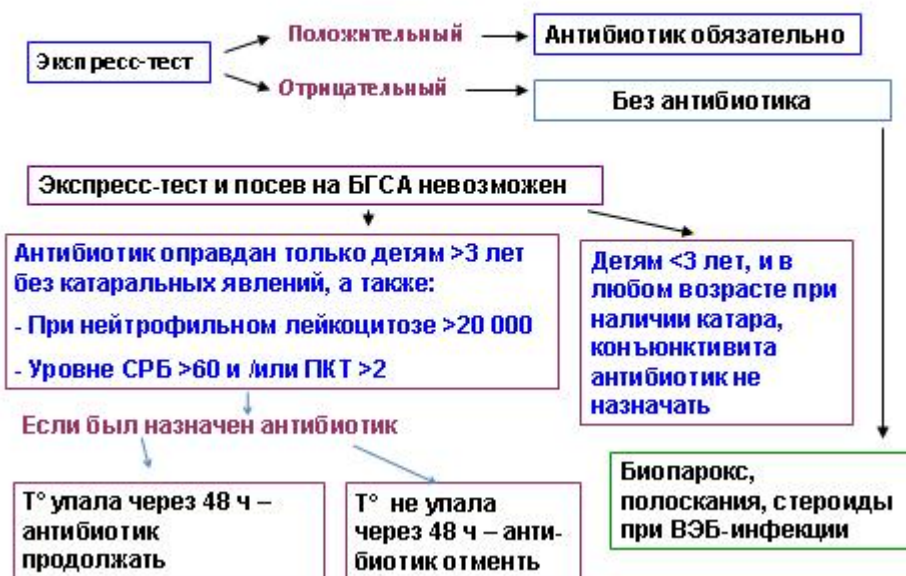 Экспресс-тест
Положительный
Антибиотик обязательно
Отрицательный
Без антибиотика
Экспресс-тест и посев на БГСА невозможен
Антибиотик оправдан только детям >3 лет
без катаральных явлений, а также:
- При нейтрофильном лейкоцитозе >20 000
- Уровне СРБ >60 и /или ПКТ >2
Детям <3 лет, и в
любом возрасте при
наличии катара,
конъюнктивита
антибиотик не
назначать
Если был назначен антибиотик
Т° упала через 48 ч –
антибиотик
продолжать
Т° не упала
через 48 ч – анти-
биотик отменть
Биопарокс,
полоскания, стероиды
при ВЭБ-инфекции